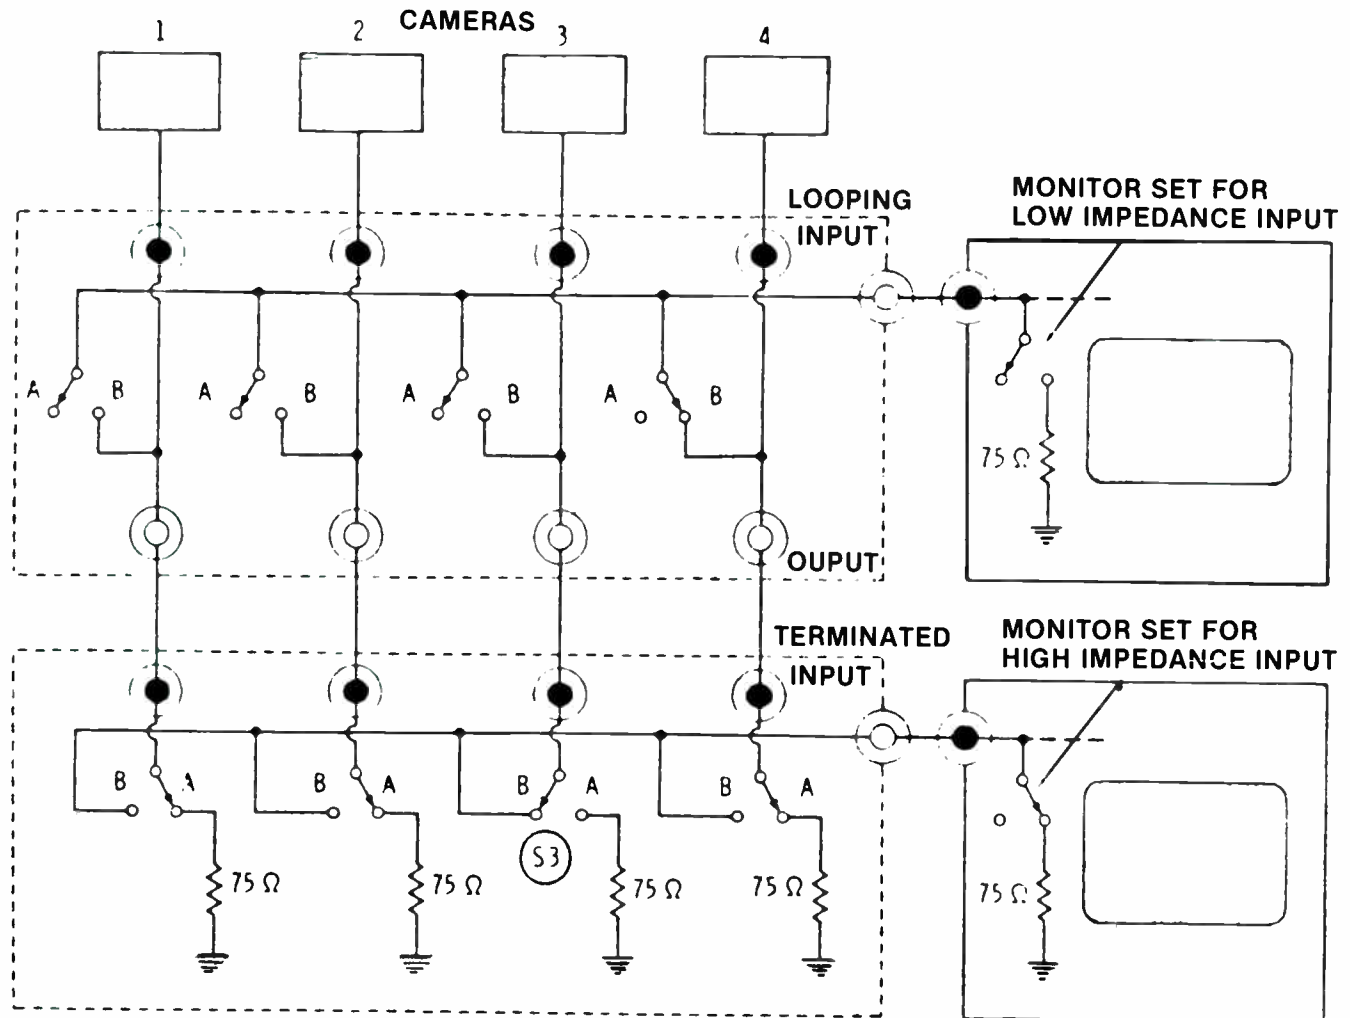 CAMERAS
1 2 3 4
LOOPING
INPUT
MONITOR SET FOR
LOW IMPEDANCE INPUT
A B A B A B A B
75 Ω
OUPUT
TERMINATED
INPUT
MONITOR SET FOR
HIGH IMPEDANCE INPUT
B A B A B A B A
S3
75 Ω 75 Ω 75 Ω 75 Ω 75 Ω